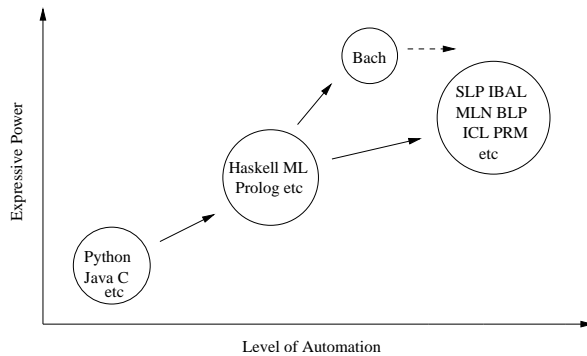 Bach
SLP IBAL
MLN BLP
ICL PRM
etc
Haskell ML
Prolog etc
Python
Java C
etc
Expressive Power
Level of Automation